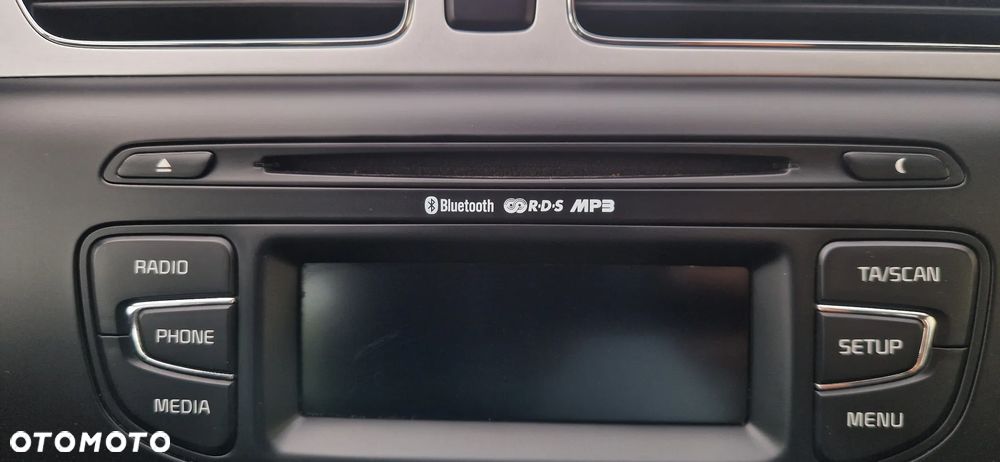 Bluetooth R·D·S MP3
RADIO
TA/SCAN
PHONE
SETUP
MEDIA
MENU
OTOMOTO